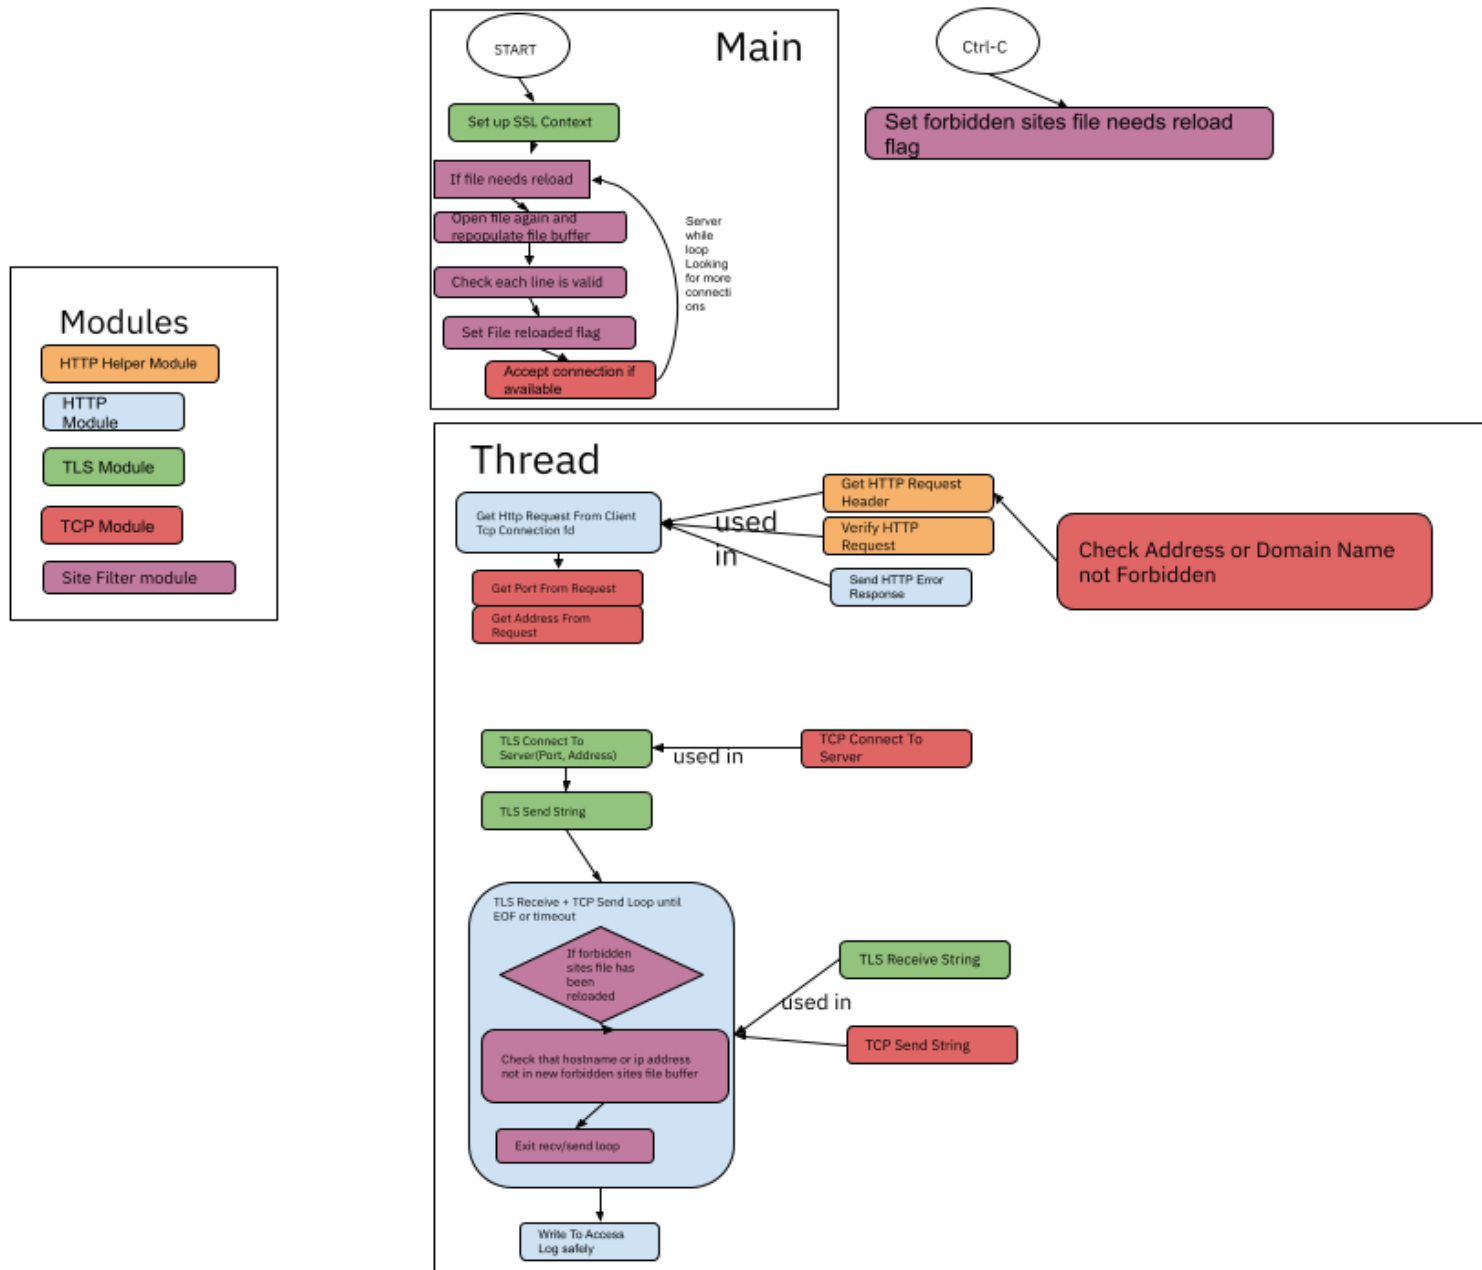 START
Main
Set up SSL Context
If file needs reload
Open file again and
repopulate file buffer
Check each line is valid
Set File reloaded flag
Accept connection if
available
Server
while
loop
Looking
for more
connecti
ons
Ctrl-C
Set forbidden sites file needs reload
flag
Modules
HTTP Helper Module
HTTP
Module
TLS Module
TCP Module
Site Filter module
Thread
Get Http Request From Client
Tcp Connection fd
used
in
Get HTTP Request
Header
Verify HTTP
Request
Send HTTP Error
Response
Check Address or Domain Name
not Forbidden
Get Port From Request
Get Address From
Request
TLS Connect To
Server(Port, Address)
used in
TCP Connect To
Server
TLS Send String
TLS Receive + TCP Send Loop until
EOF or timeout
If forbidden
sites file has
been
reloaded
Check that hostname or ip address
not in new forbidden sites file buffer
Exit recv/send loop
TLS Receive String
used in
TCP Send String
Write To Access
Log safely